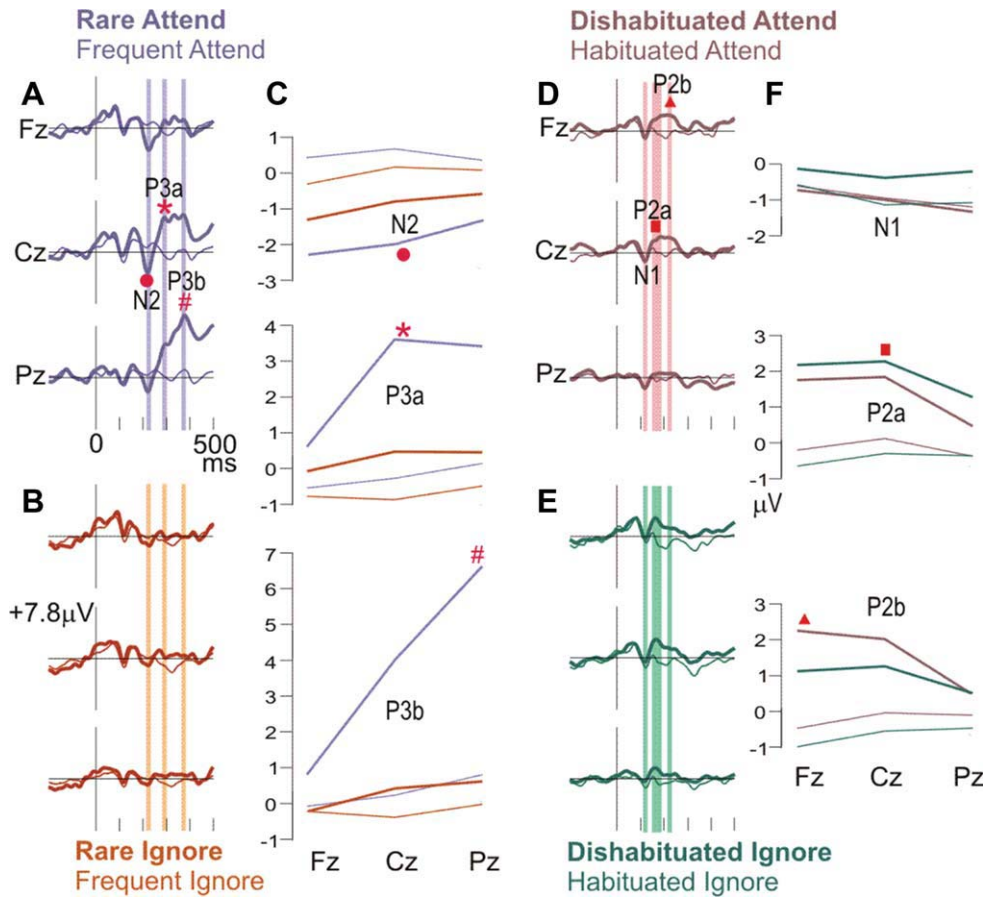 Rare Attend
Frequent Attend
Dishabituated Attend
Habituated Attend
A
Fz
P3a
*
Cz
N2
P3b
#
Pz
0
500
ms
C
1
0
-1
-2
-3
N2
4
3
2
1
0
-1
*
P3a
7
6
5
4
3
2
1
0
-1
#
P3b
Fz
Cz
Pz
B
+7.8μV
Rare Ignore
Frequent Ignore
D
P2b
Fz
P2a
Cz
N1
Pz
F
0
-1
-2
N1
3
2
1
0
-1
P2a
μV
3
2
1
0
-1
P2b
Fz
Cz
Pz
E
Dishabituated Ignore
Habituated Ignore